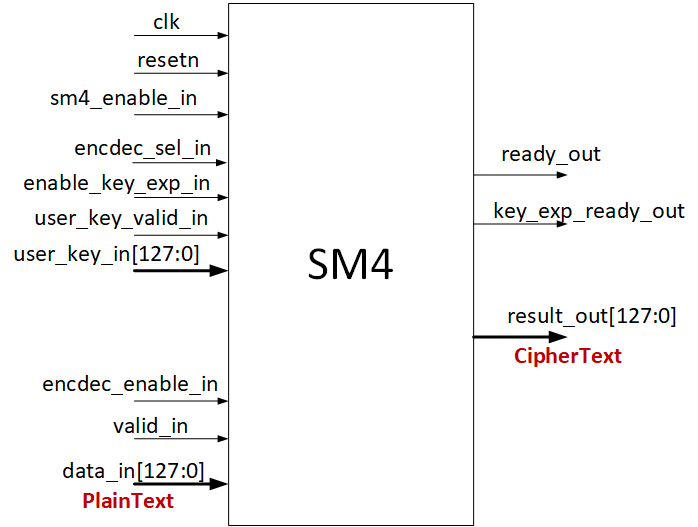 clk
resetn
sm4_enable_in
encdec_sel_in
enable_key_exp_in
user_key_valid_in
user_key_in[127:0]
encdec_enable_in
valid_in
data_in[127:0]
PlainText
SM4
ready_out
key_exp_ready_out
result_out[127:0]
CipherText